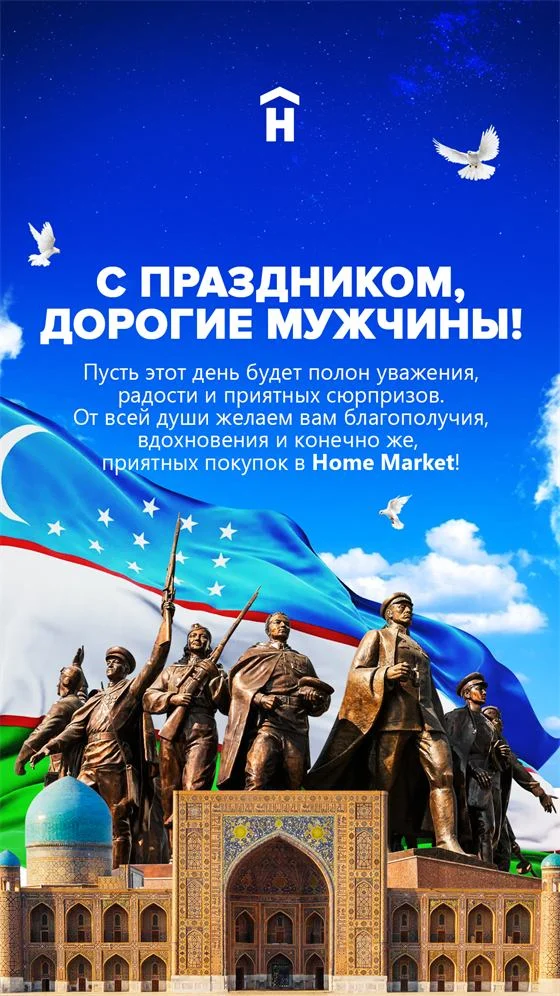 H
С ПРАЗДНИКОМ,
ДОРОГИЕ МУЖЧИНЫ!
Пусть этот день будет полон уважения,
радости и приятных сюрпризов.
От всей души желаем вам благополучия,
вдохновения и конечно же,
приятных покупок в Home Market!